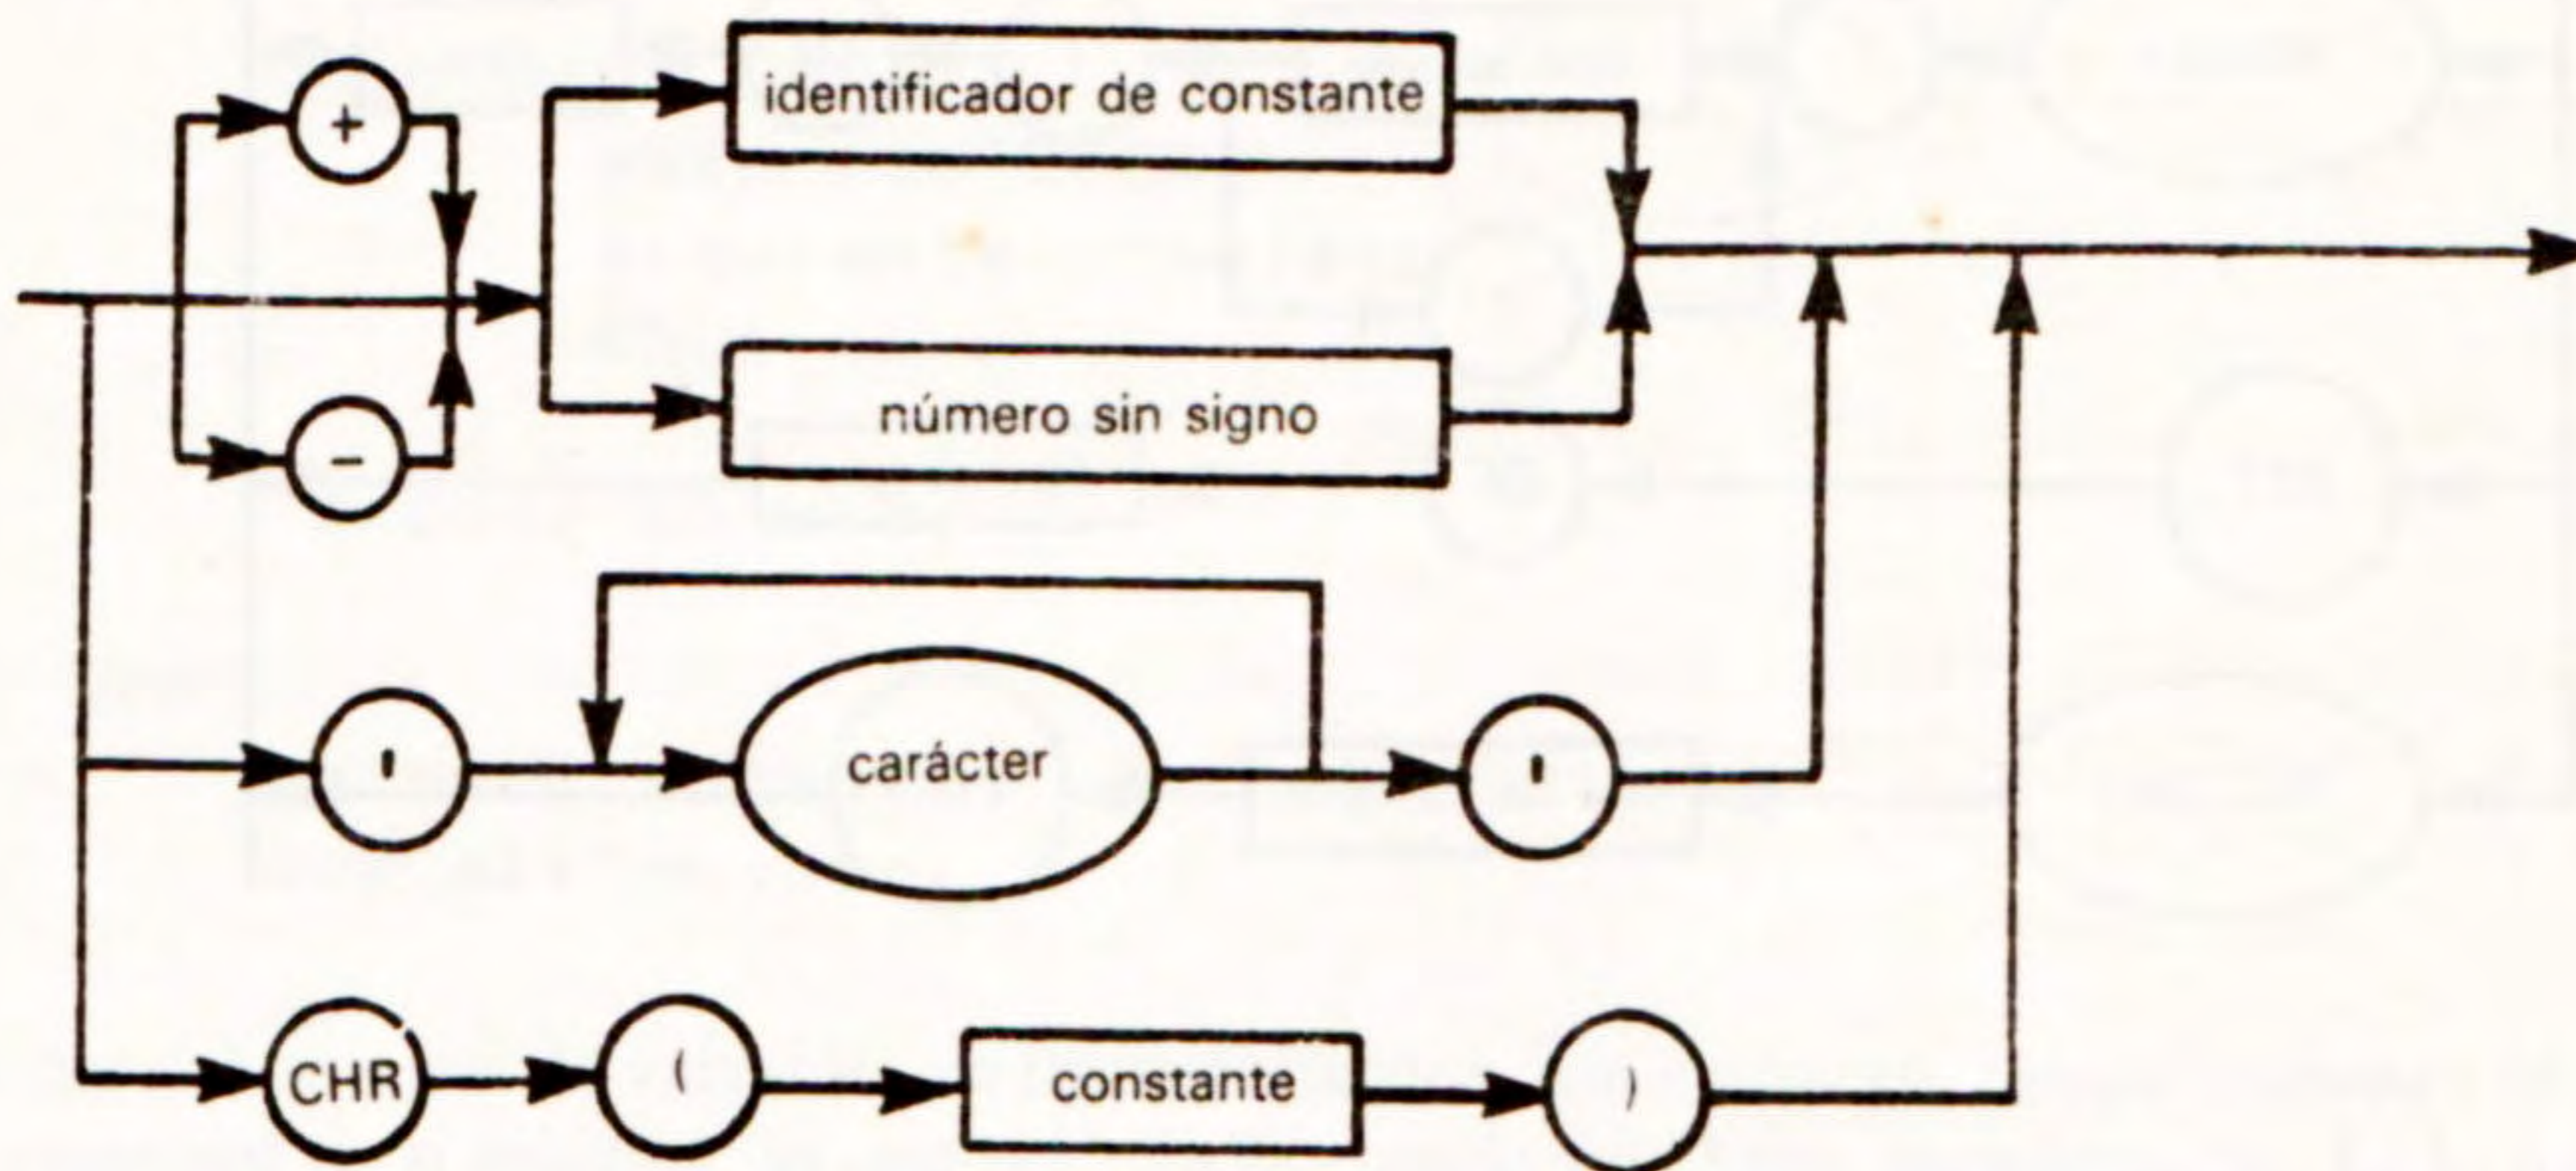 +
identificador de constante
número sin signo
-
' carácter '
CHR ( constante )